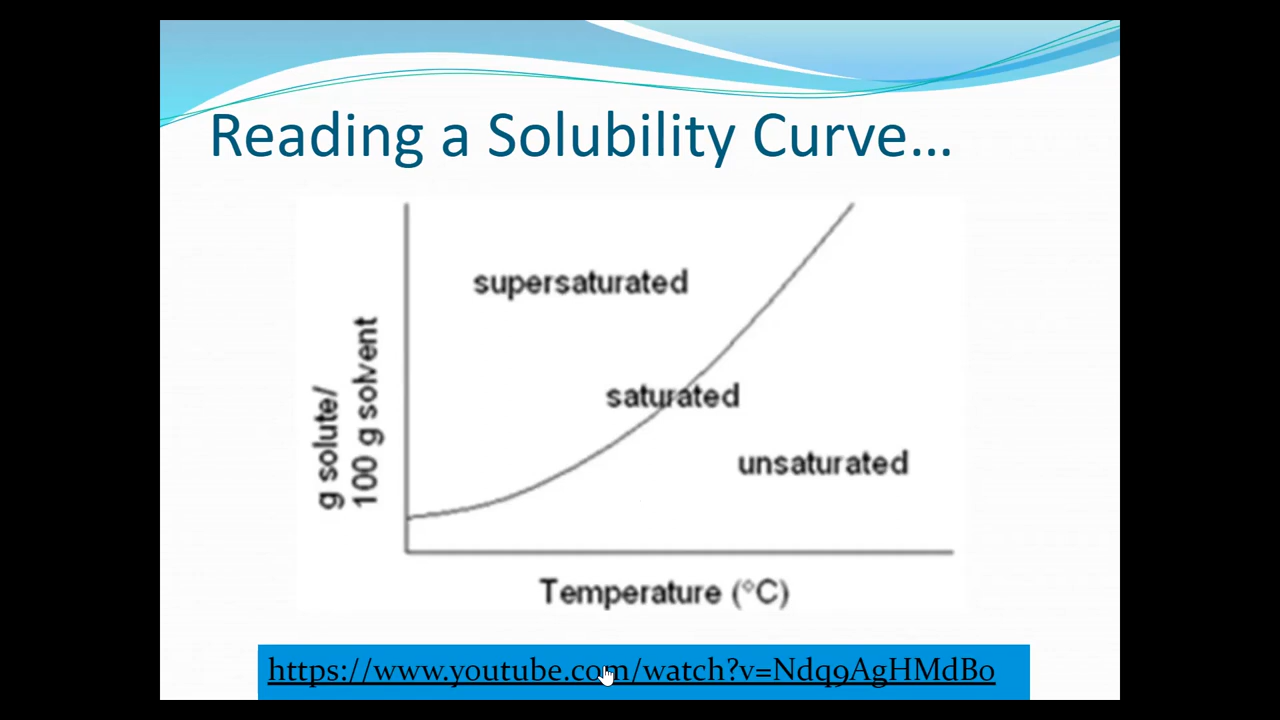 Reading a Solubility Curve...
supersaturated
saturated
unsaturated
g solute/
100 g solvent
Temperature (°C)
https://www.youtube.com/watch?v=Ndq9AgHMdBo